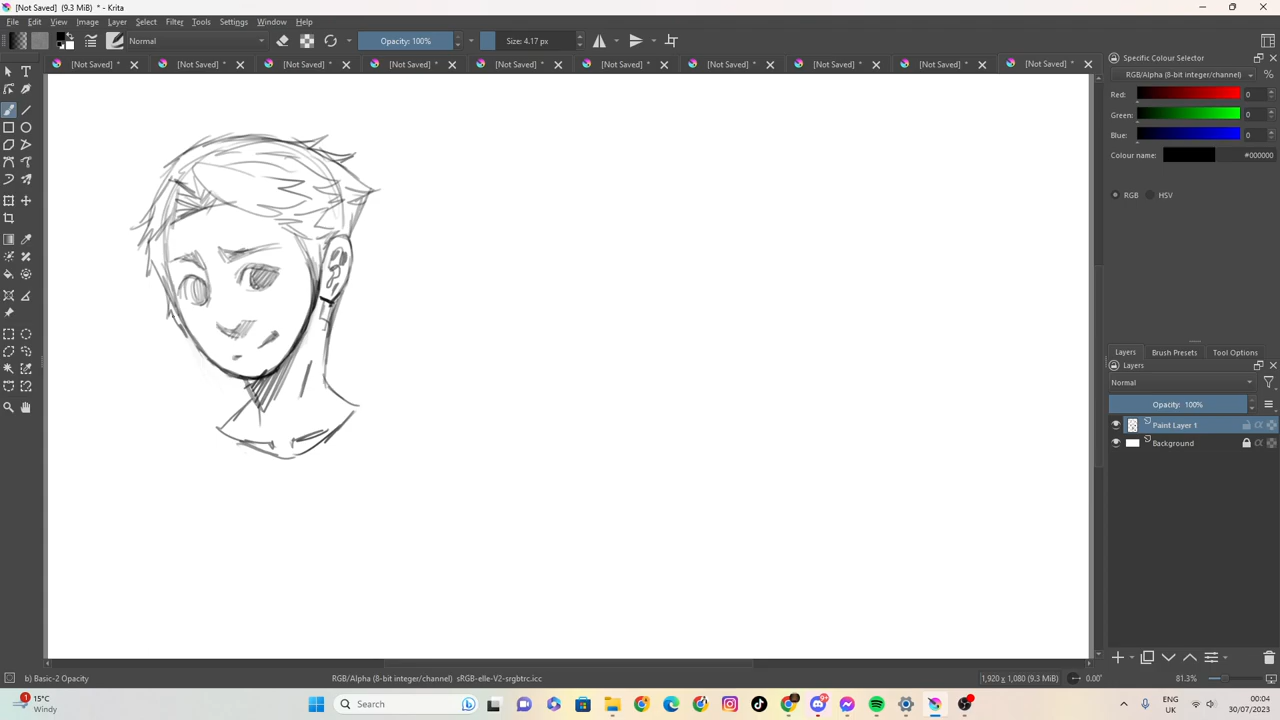 [Not Saved] (9.3 MiB) * - Krita
File Edit View Image Layer Select Filter Tools Settings Window Help
Normal Opacity: 100% Size: 4.17 px
[Not Saved] * [Not Saved] * [Not Saved] * [Not Saved] * [Not Saved] * [Not Saved] * [Not Saved] * [Not Saved] * [Not Saved] * [Not Saved] *
Specific Colour Selector
RGB/Alpha (8-bit integer/channel) %
Red: 0
Green: 0
Blue: 0
Colour name: #000000
RGB HSV
Layers Brush Presets Tool Options
Layers
Normal
Opacity: 100%
Paint Layer 1
Background
b) Basic-2 Opacity RGB/Alpha (8-bit integer/channel) sRGB-elle-V2-srgbtrc.icc 1,920 x 1,080 (9.3 MiB) 0.00° 81.3%
1 15°C
Windy
Search
9+
ENG
UK
00:04
30/07/2023